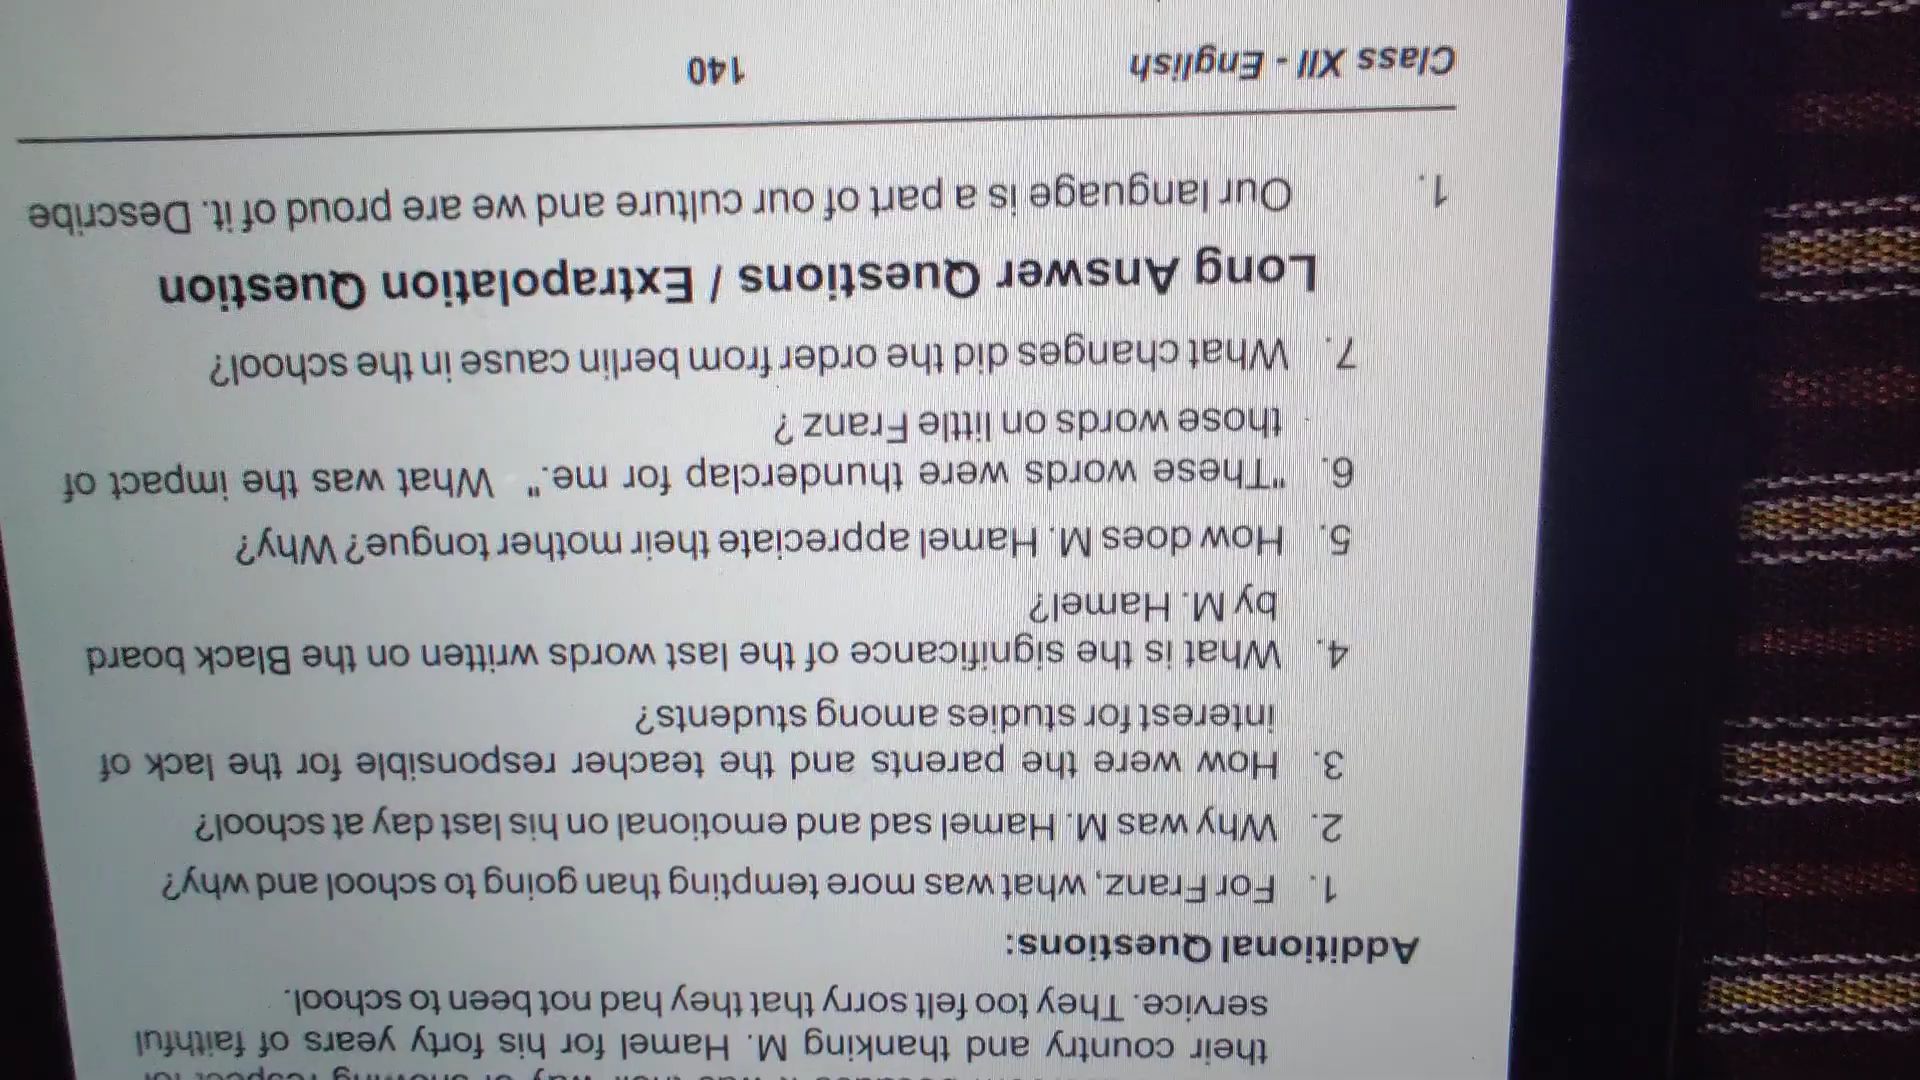 their country and thanking M. Hamel for his forty years of faithful
service. They too felt sorry that they had not been to school.
Additional Questions:
1. For Franz, what was more tempting than going to school and why?
2. Why was M. Hamel sad and emotional on his last day at school?
3. How were the parents and the teacher responsible for the lack of
interest for studies among students?
4. What is the significance of the last words written on the Black board
by M. Hamel?
5. How does M. Hamel appreciate their mother tongue? Why?
6. "These words were thunderclap for me." What was the impact of
those words on little Franz ?
7. What changes did the order from berlin cause in the school?
Long Answer Questions / Extrapolation Question
1. Our language is a part of our culture and we are proud of it. Describe
Class XII - English 140